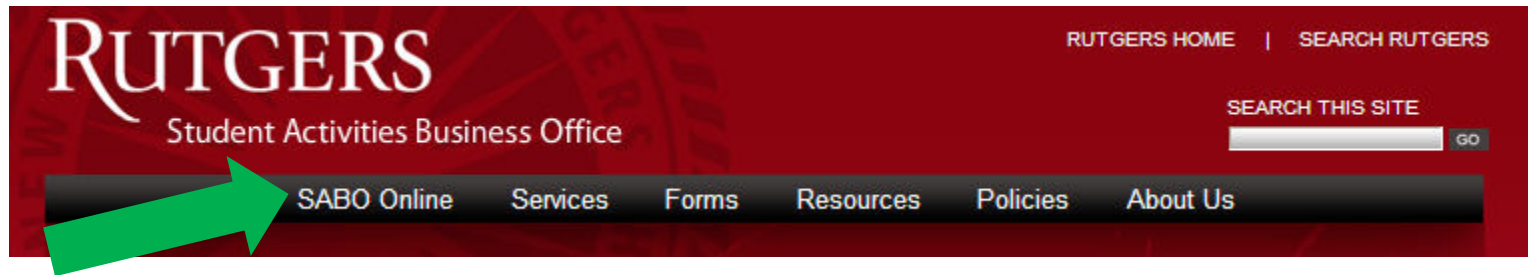 RUTGERS
Student Activities Business Office
RUTGERS HOME | SEARCH RUTGERS
SEARCH THIS SITE
GO
SABO Online Services Forms Resources Policies About Us